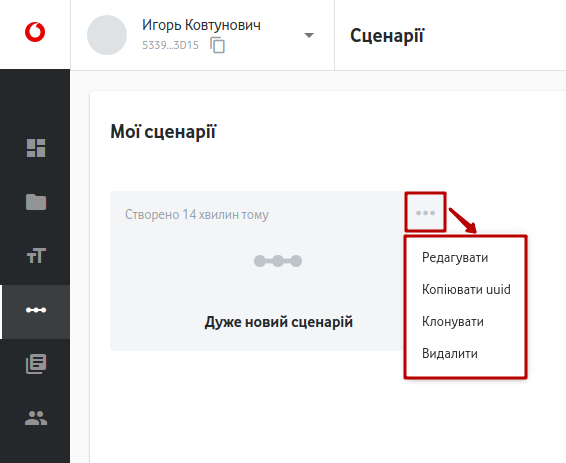 Игорь Ковтунович
5339...3D15
Сценарії
Мої сценарії
Створено 14 хвилин тому
Дуже новий сценарій
Редагувати
Копіювати uuid
Клонувати
Видалити